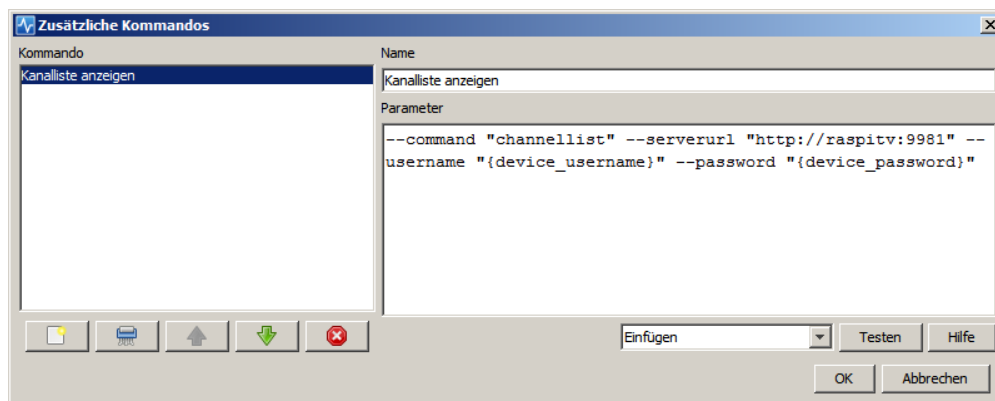 Zusätzliche Kommandos
Kommando
Kanalliste anzeigen
Name
Kanalliste anzeigen
Parameter
--command "channellist" --serverurl "http://raspitv:9981" --
username "{device_username}" --password "{device_password}"
Einfügen
Testen
Hilfe
OK
Abbrechen